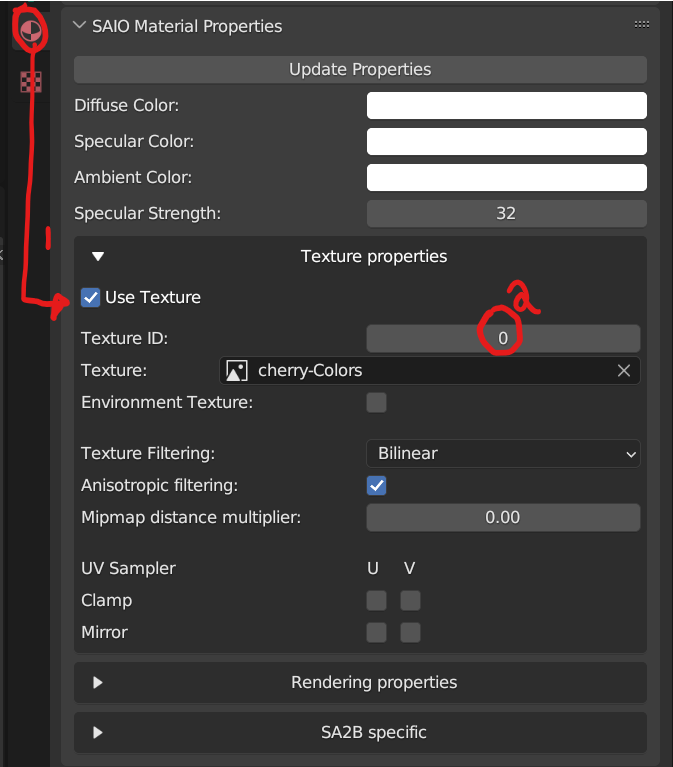 SAIO Material Properties
Update Properties
Diffuse Color:
Specular Color:
Ambient Color:
Specular Strength: 32
1
Texture properties
Use Texture
2
Texture ID: 0
Texture: cherry-Colors
Environment Texture:
Texture Filtering: Bilinear
Anisotropic filtering:
Mipmap distance multiplier: 0.00
UV Sampler U V
Clamp
Mirror
Rendering properties
SA2B specific